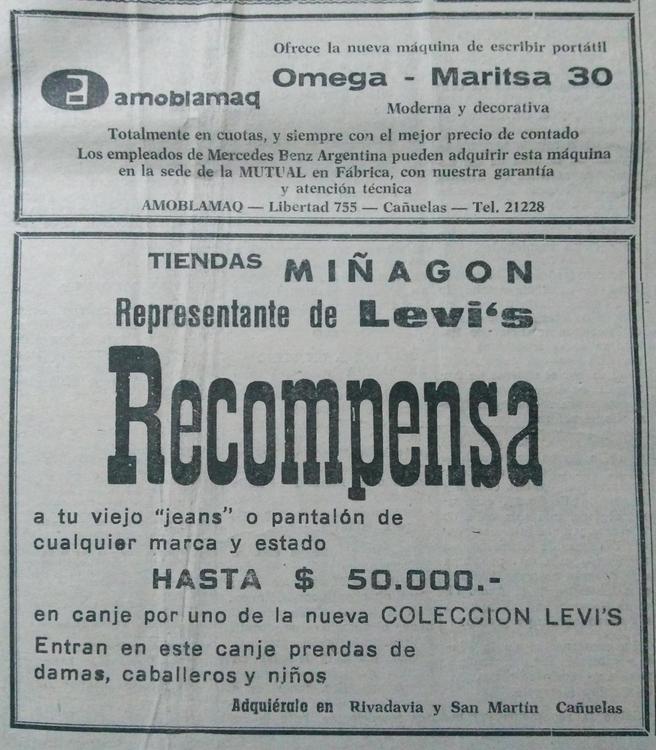 Ofrece la nueva máquina de escribir portátil
a amoblamaq
Omega - Maritsa 30
Moderna y decorativa
Totalmente en cuotas, y siempre con el mejor precio de contado
Los empleados de Mercedes Benz Argentina pueden adquirir esta máquina
en la sede de la MUTUAL en Fábrica, con nuestra garantía
y atención técnica
AMOBLAMAQ — Libertad 755 — Cañuelas — Tel. 21228
TIENDAS MIÑAGON
Representante de Levi‘s
Recompensa
a tu viejo “jeans” o pantalón de
cualquier marca y estado
HASTA $ 50.000.-
en canje por uno de la nueva COLECCION LEVI'S
Entran en este canje prendas de
damas, caballeros y niños
Adquiéralo en Rivadavia y San Martín Cañuelas